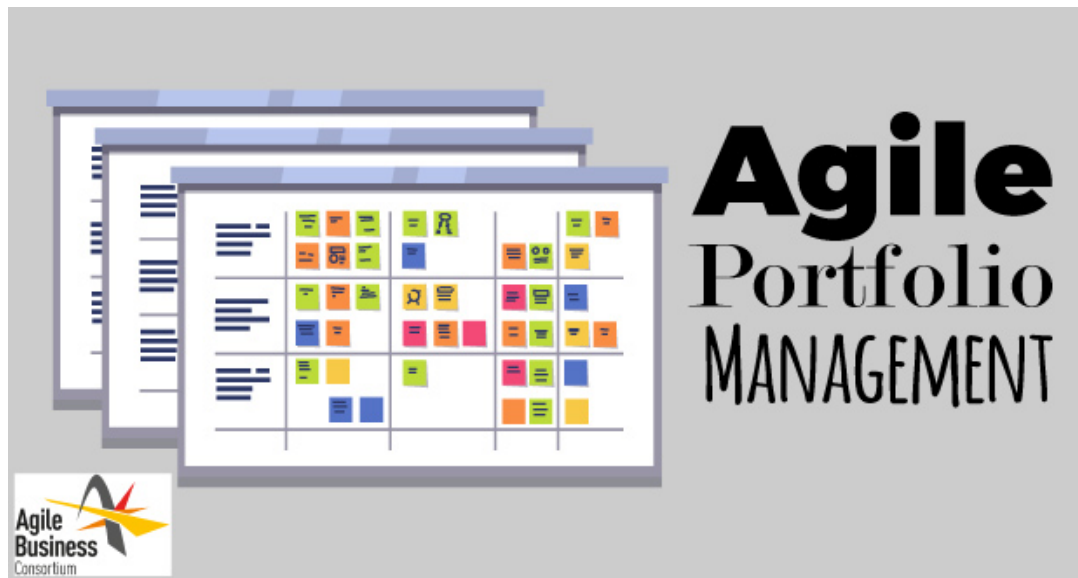 Agile
Portfolio
MANAGEMENT
Agile
Business
Consortium